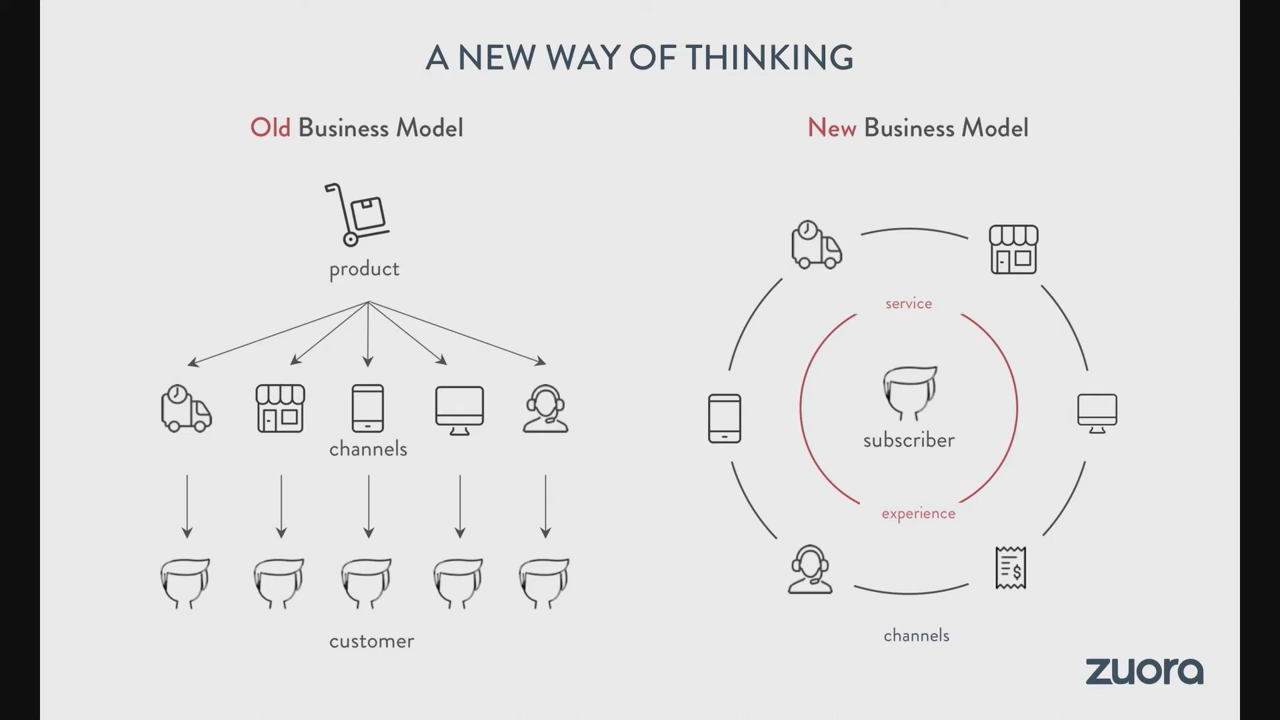 A NEW WAY OF THINKING
Old Business Model
product
channels
customer
New Business Model
service
subscriber
experience
$
channels
zuora